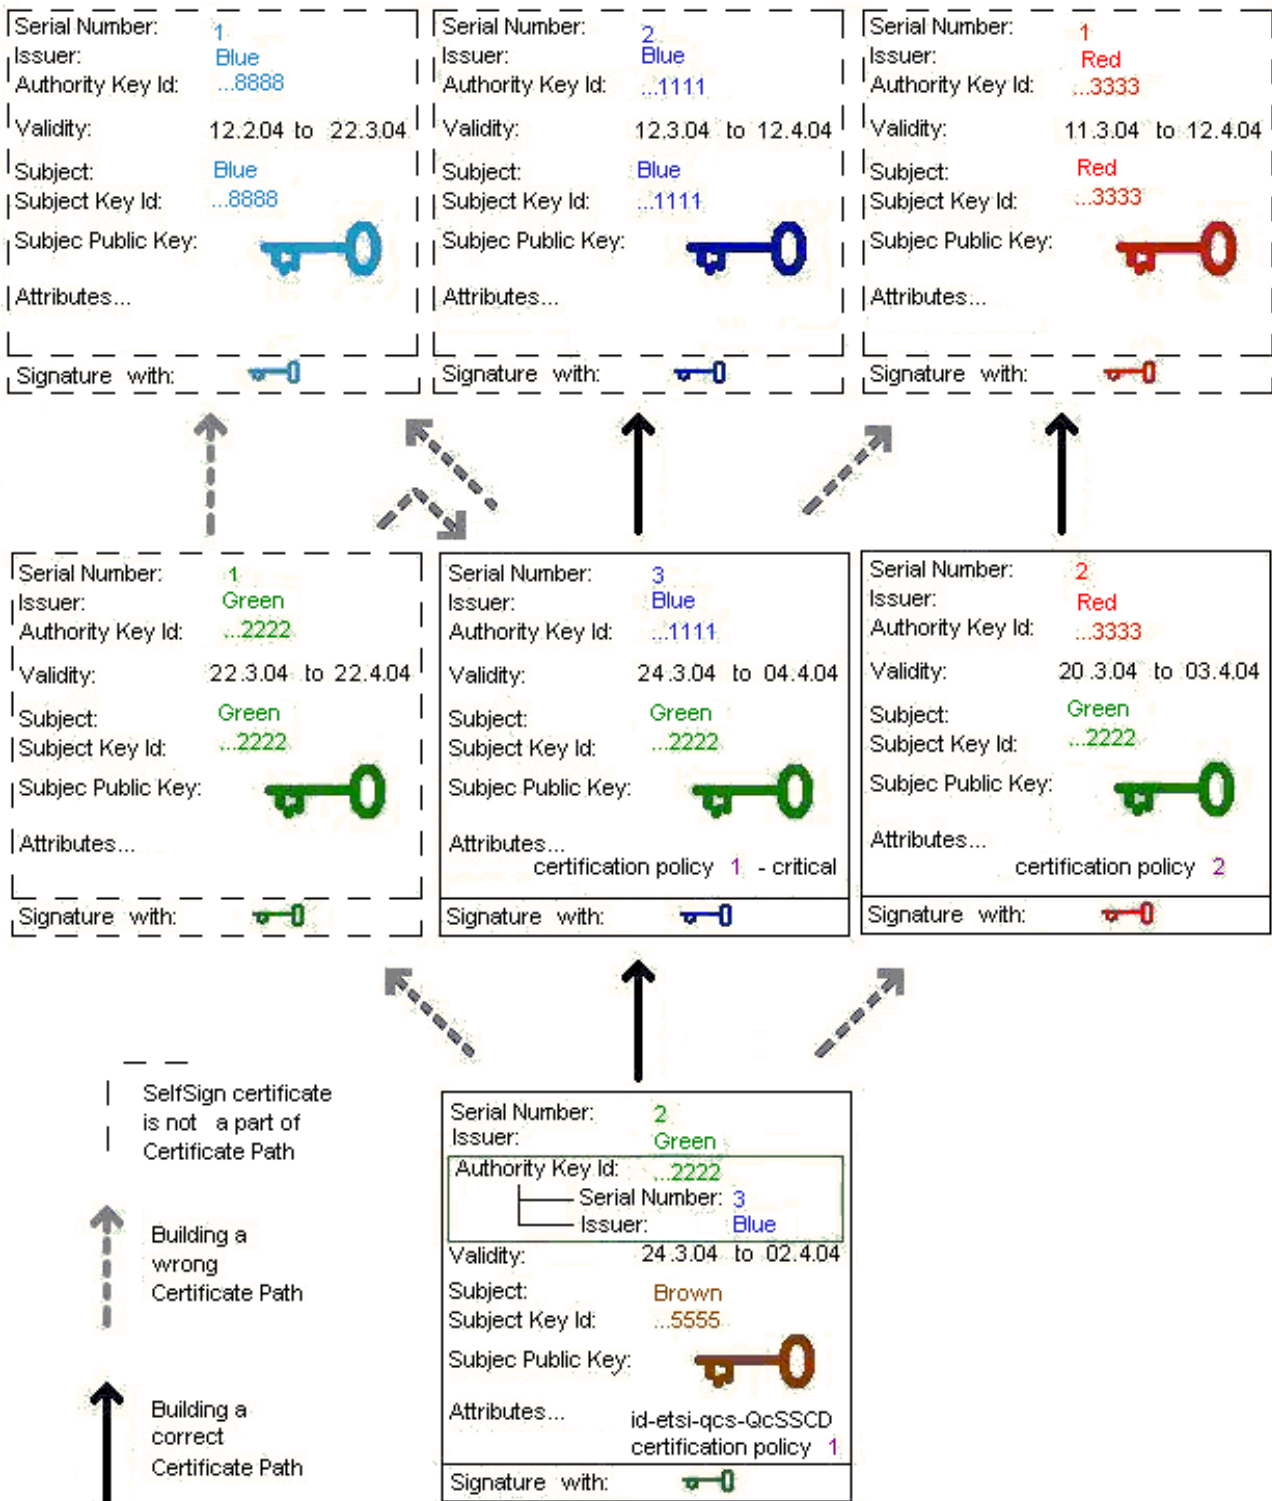 Serial Number: 1
Issuer: Blue
Authority Key Id: ...8888
Validity: 12.2.04 to 22.3.04
Subject: Blue
Subject Key Id: ...8888
Subjec Public Key:
Attributes...
Signature with:
Serial Number: 2
Issuer: Blue
Authority Key Id: ...1111
Validity: 12.3.04 to 12.4.04
Subject: Blue
Subject Key Id: ...1111
Subjec Public Key:
Attributes...
Signature with:
Serial Number: 1
Issuer: Red
Authority Key Id: ...3333
Validity: 11.3.04 to 12.4.04
Subject: Red
Subject Key Id: ...3333
Subjec Public Key:
Attributes...
Signature with:
Serial Number: 1
Issuer: Green
Authority Key Id: ...2222
Validity: 22.3.04 to 22.4.04
Subject: Green
Subject Key Id: ...2222
Subjec Public Key:
Attributes...
Signature with:
Serial Number: 3
Issuer: Blue
Authority Key Id: ...1111
Validity: 24.3.04 to 04.4.04
Subject: Green
Subject Key Id: ...2222
Subjec Public Key:
Attributes...
certification policy 1 - critical
Signature with:
Serial Number: 2
Issuer: Red
Authority Key Id: ...3333
Validity: 20.3.04 to 03.4.04
Subject: Green
Subject Key Id: ...2222
Subjec Public Key:
Attributes...
certification policy 2
Signature with:
SelfSign certificate
is not a part of
Certificate Path
Building a
wrong
Certificate Path
Building a
correct
Certificate Path
Serial Number: 2
Issuer: Green
Authority Key Id: ...2222
Serial Number: 3
Issuer: Blue
Validity: 24.3.04 to 02.4.04
Subject: Brown
Subject Key Id: ...5555
Subjec Public Key:
Attributes... id-etsi-qcs-QcSSCD
certification policy 1
Signature with: